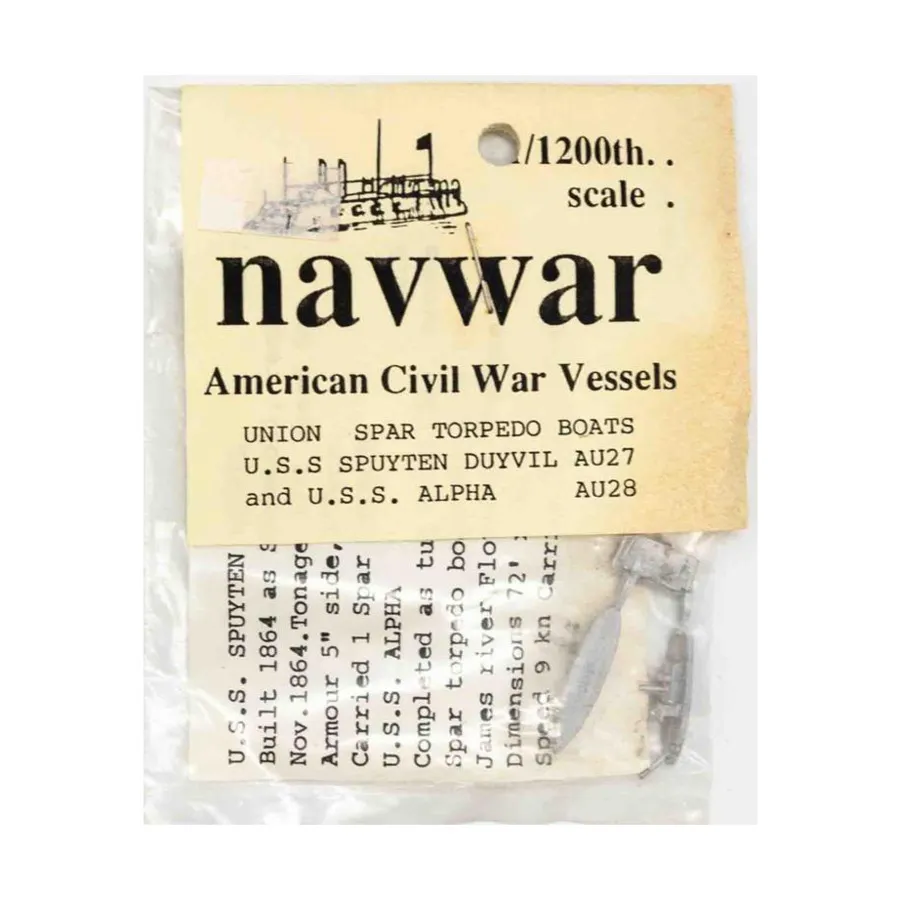 /1200th. .
scale .
navwar
American Civil War Vessels
UNION SPAR TORPEDO BOATS
U.S.S SPUYTEN DUYVIL AU27
and U.S.S. ALPHA AU28
U.S.S. SPUYTEN
Built 1864 as
Nov.1864.Tonage
Armour 5" side,
Carried 1 Spar
U.S.S. ALPHA
Completed as tu
Spar torpedo bo
James river Flo
Dimensions 72'
Speed 9 kn Carri